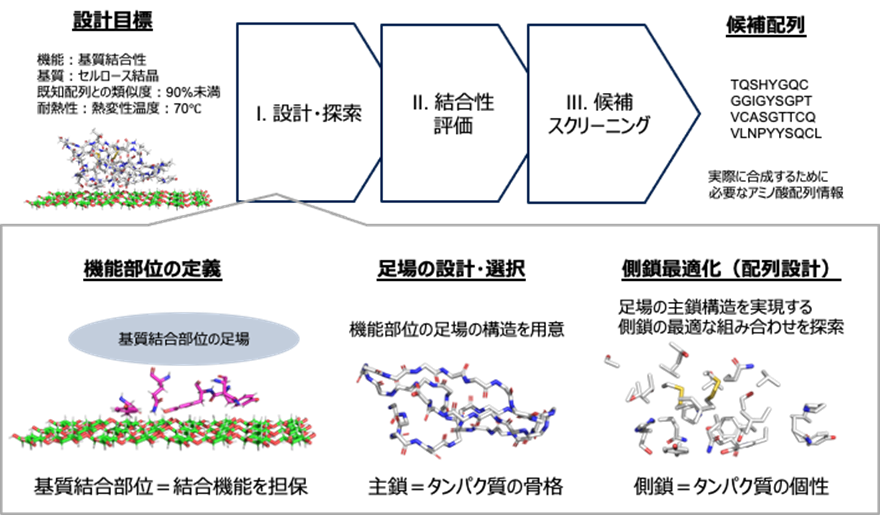 設計目標
機能：基質結合性
基質：セルロース結晶
既知配列との類似度：90%未満
耐熱性：熱変性温度：70℃
I. 設計・探索
II. 結合性
評価
III. 候補
スクリーニング
候補配列
TQSHYGQC
GGIGYSGPT
VCASGTTCQ
VLNPYYSQCL
実際に合成するために
必要なアミノ酸配列情報
機能部位の定義
基質結合部位の足場
基質結合部位＝結合機能を担保
足場の設計・選択
機能部位の足場の構造を用意
主鎖＝タンパク質の骨格
側鎖最適化（配列設計）
足場の主鎖構造を実現する
側鎖の最適な組み合わせを探索
側鎖＝タンパク質の個性